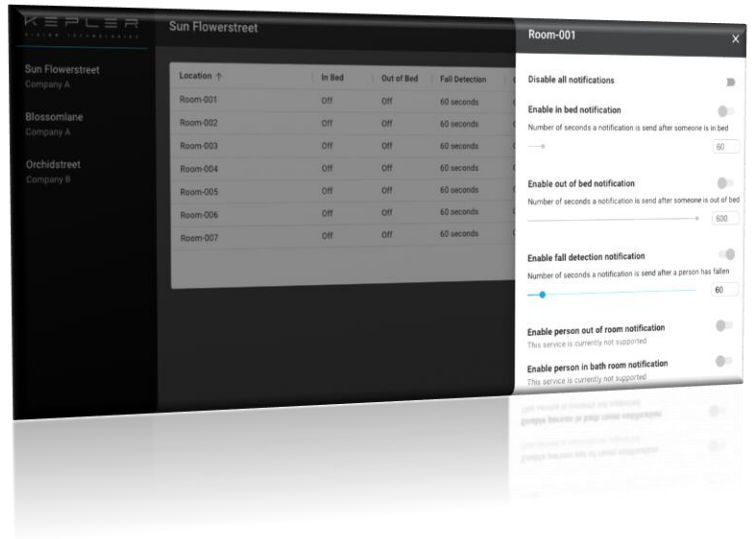 KEPLER
VISION TECHNOLOGIES
Sun Flowerstreet
Company A
Blossomlane
Company A
Orchidstreet
Company B
Sun Flowerstreet
Location ↑ In Bed Out of Bed Fall Detection
Room-001 Off Off 60 seconds
Room-002 Off Off 60 seconds
Room-003 Off Off 60 seconds
Room-004 Off Off 60 seconds
Room-005 Off Off 60 seconds
Room-006 Off Off 60 seconds
Room-007 Off Off 60 seconds
Room-001 X
Disable all notifications
Enable in bed notification
Number of seconds a notification is send after someone is in bed
60
Enable out of bed notification
Number of seconds a notification is send after someone is out of bed
600
Enable fall detection notification
Number of seconds a notification is send after a person has fallen
60
Enable person out of room notification
This service is currently not supported
Enable person in bath room notification
This service is currently not supported